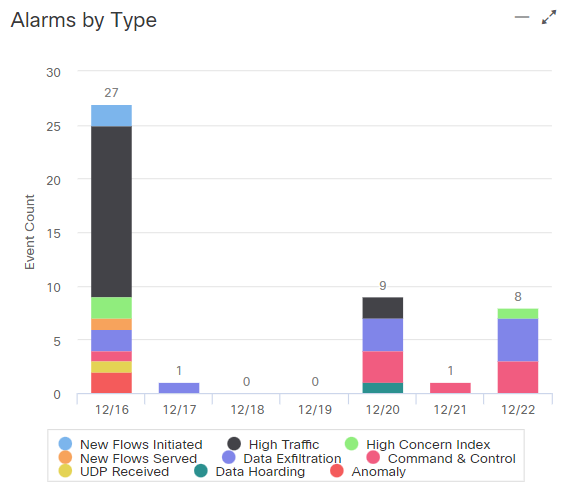 Alarms by Type
30
25
20
15
10
5
0
Event Count
27
1
0
0
9
1
8
12/16 12/17 12/18 12/19 12/20 12/21 12/22
New Flows Initiated High Traffic High Concern Index
New Flows Served Data Exfiltration Command & Control
UDP Received Data Hoarding Anomaly